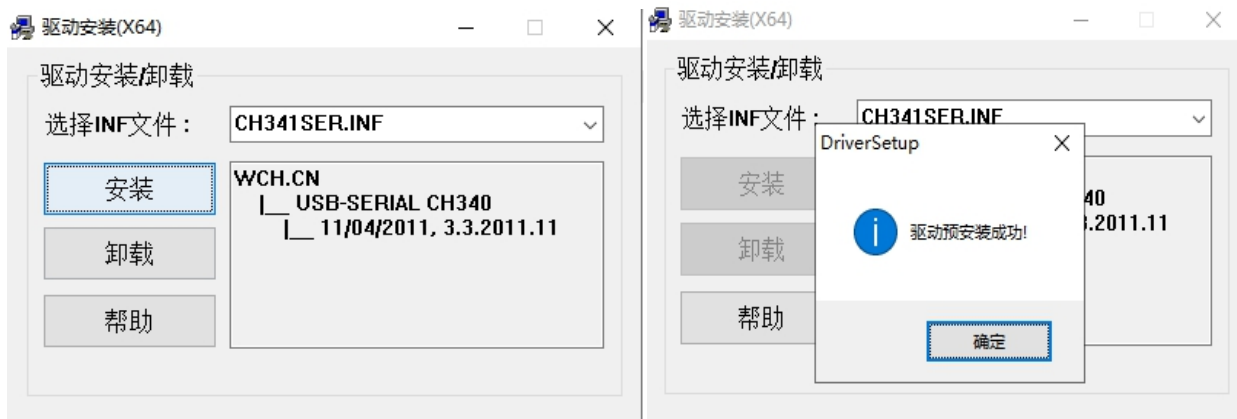 驱动安装(X64)
驱动安装/卸载
选择INF文件：
CH341SER.INF
安装
卸载
帮助
WCH.CN
|__ USB-SERIAL CH340
|__ 11/04/2011, 3.3.2011.11
驱动安装(X64)
驱动安装/卸载
选择INF文件：
CH341SER.INF
安装
卸载
帮助
DriverSetup
驱动预安装成功!
确定
40
.2011.11